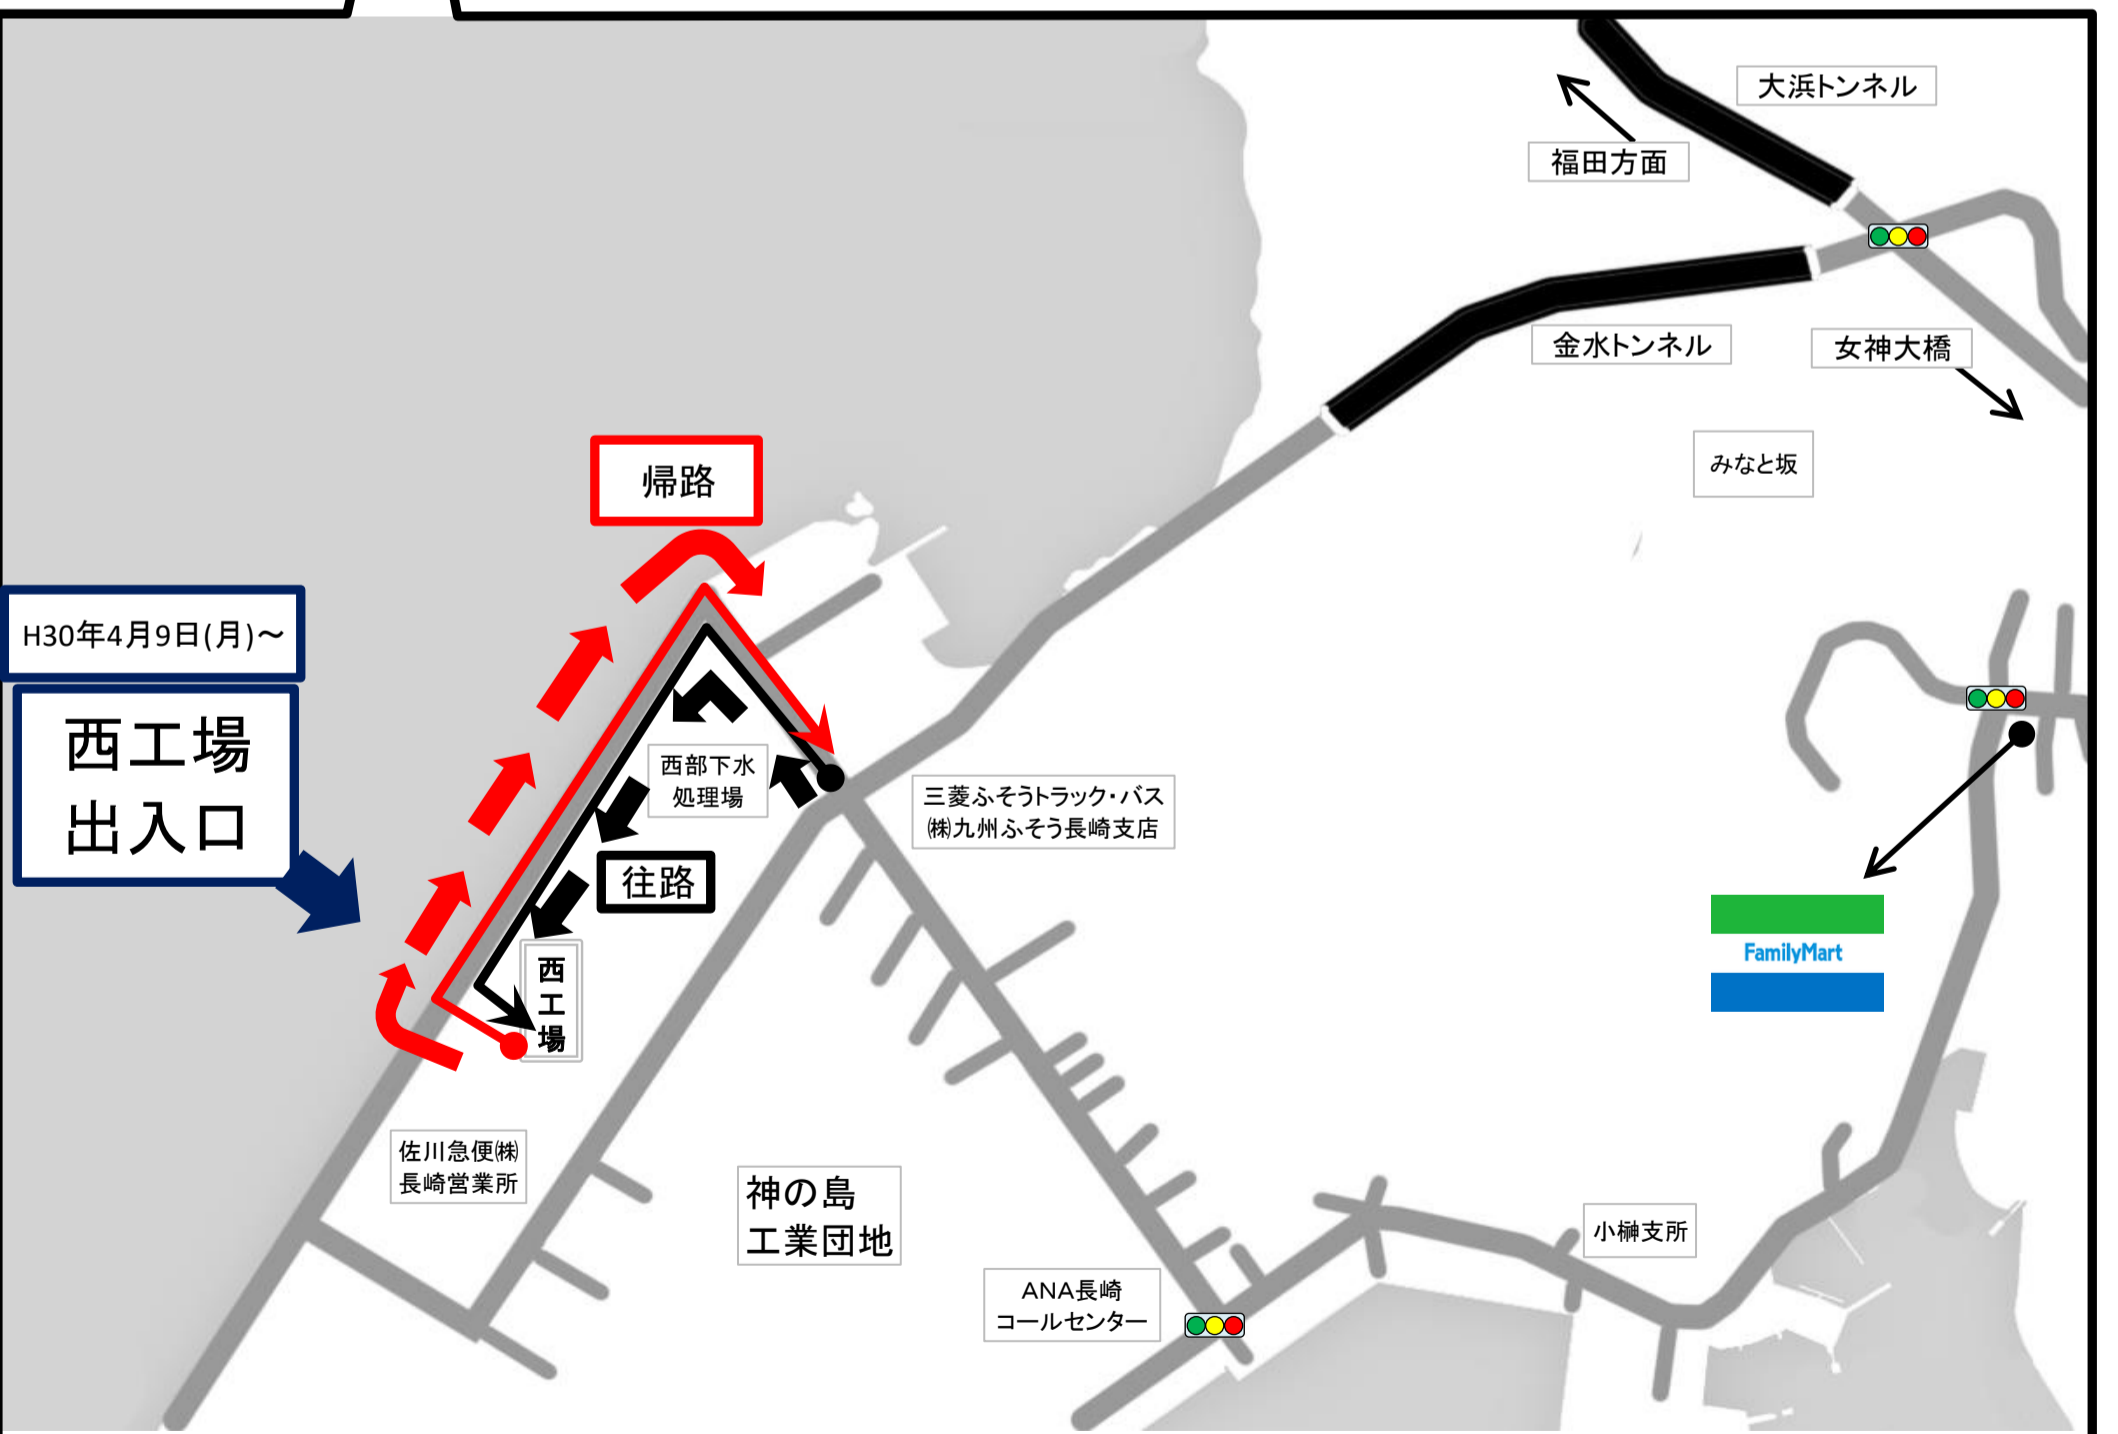 大浜トンネル
福田方面
金水トンネル
女神大橋
みなと坂
帰路
H30年4月9日(月)～
西工場
出入口
西部下水
処理場
三菱ふそうトラック・バス
㈱九州ふそう長崎支店
往路
FamilyMart
西工場
佐川急便㈱
長崎営業所
神の島
工業団地
小榊支所
ANA長崎
コールセンター